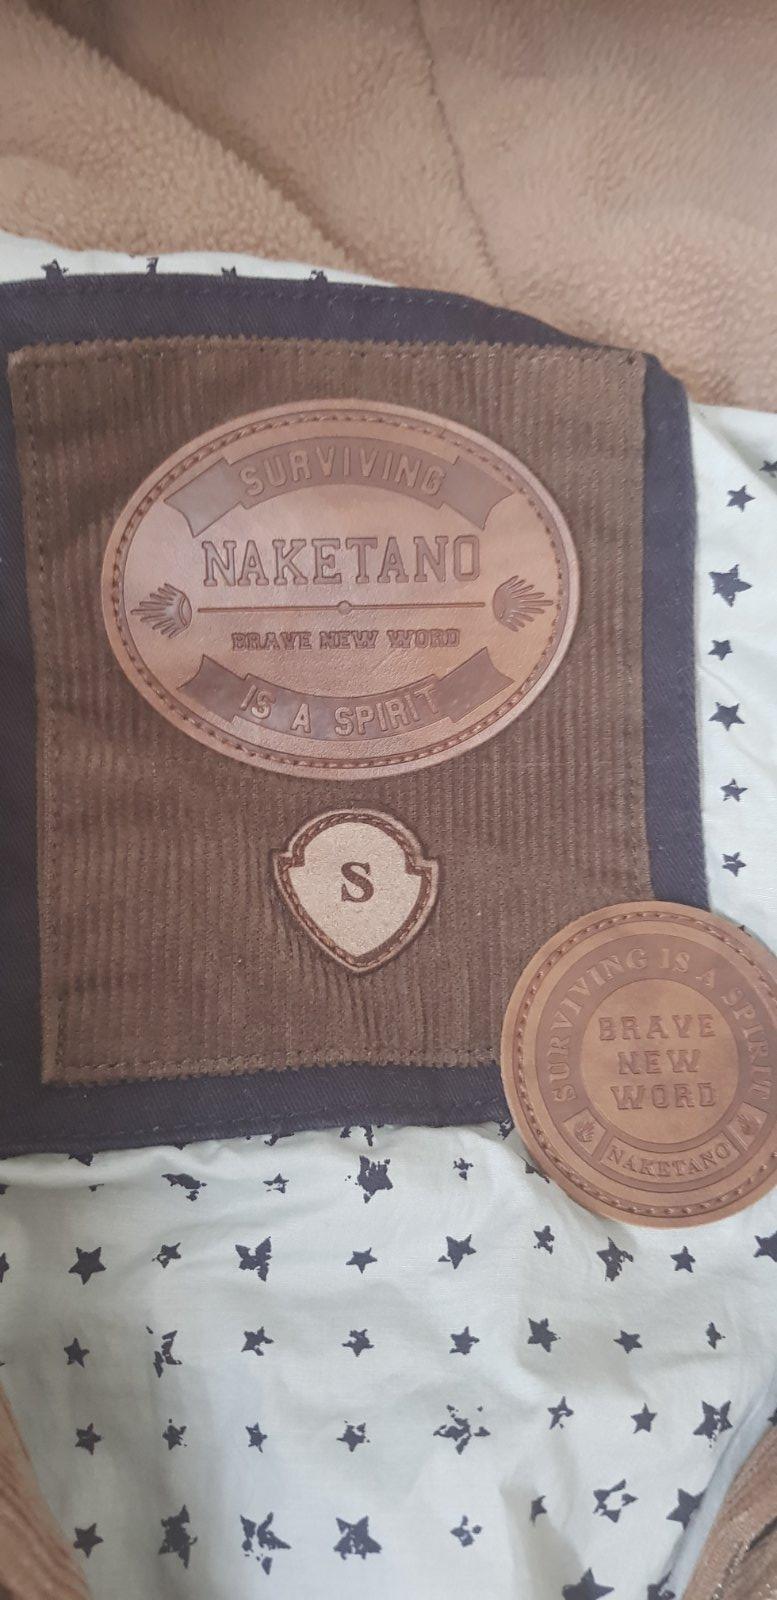 SURVIVING
NAKETANO
BRAVE NEW WORD
IS A SPIRIT
S
SURVIVING IS A SPIRIT
BRAVE
NEW
WORD
NAKETANO